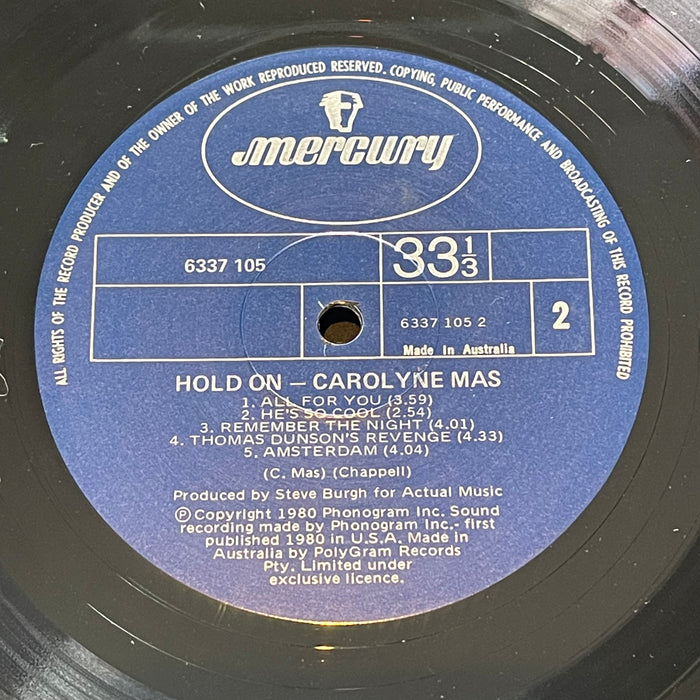 ALL RIGHTS OF THE RECORD PRODUCER AND OF THE OWNER OF THE WORK REPRODUCED RESERVED. COPYING, PUBLIC PERFORMANCE AND BROADCASTING OF THIS RECORD PROHIBITED
mercury
6337 105
33 1/3
6337 105 2
2
Made In Australia
HOLD ON — CAROLYNE MAS
1. ALL FOR YOU (3.59)
2. HE'S SO COOL (2.54)
3. REMEMBER THE NIGHT (4.01)
4. THOMAS DUNSON'S REVENGE (4.33)
5. AMSTERDAM (4.04)
(C. Mas) (Chappell)
Produced by Steve Burgh for Actual Music
Ⓟ Copyright 1980 Phonogram Inc. Sound
recording made by Phonogram Inc.- first
published 1980 in U.S.A. Made in
Australia by PolyGram Records
Pty. Limited under
exclusive licence.